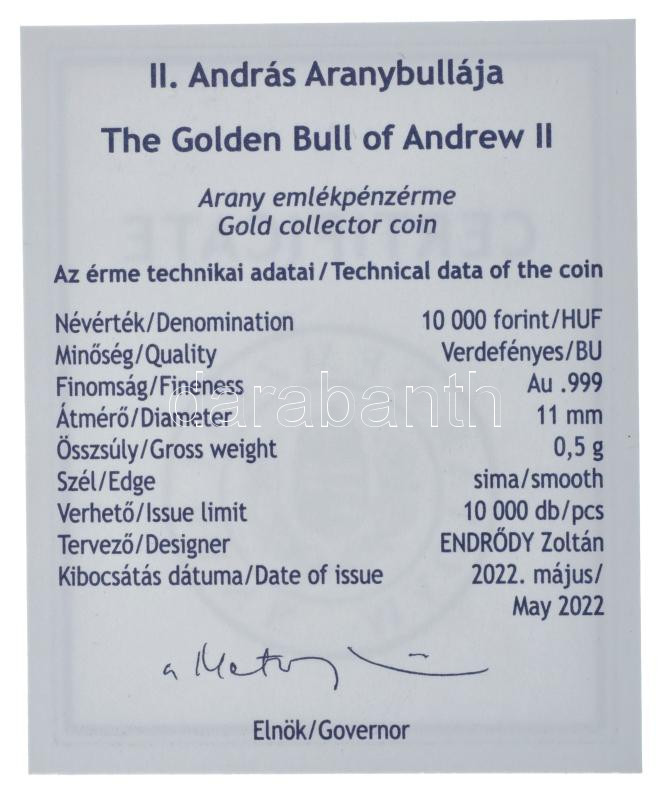 II. András Aranybullája
The Golden Bull of Andrew II
Arany emlékpénzérme
Gold collector coin
Az érme technikai adatai/Technical data of the coin
Névérték/Denomination 10 000 forint/HUF
Minőség/Quality Verdefényes/BU
Finomság/Fineness Au .999
darabanth
Átmérő/Diameter 11 mm
Összsúly/Gross weight 0,5 g
Szél/Edge sima/smooth
Verhető/Issue limit 10 000 db/pcs
Tervező/Designer ENDRŐDY Zoltán
Kibocsátás dátuma/Date of issue 2022. május/
May 2022
Elnök/Governor